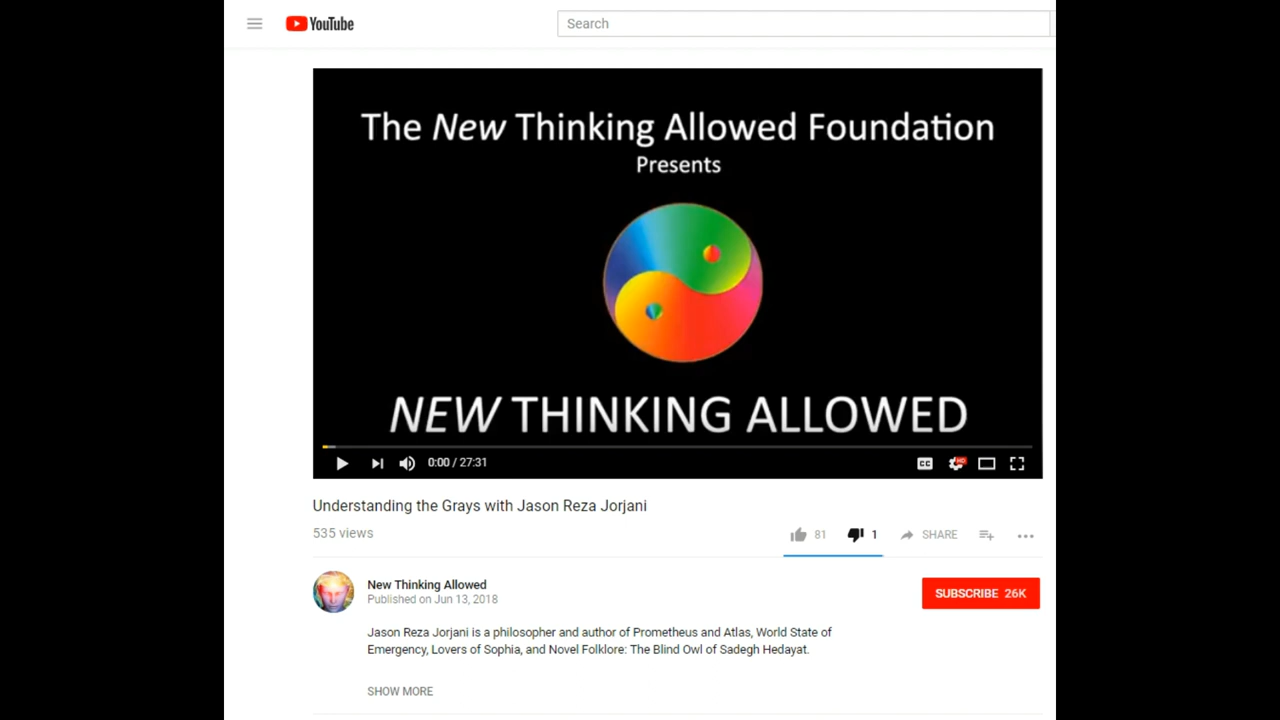 YouTube
Search
The New Thinking Allowed Foundation
Presents
NEW THINKING ALLOWED
0:00 / 27:31
CC
HD
Understanding the Grays with Jason Reza Jorjani
535 views
81
1
SHARE
New Thinking Allowed
Published on Jun 13, 2018
SUBSCRIBE 26K
Jason Reza Jorjani is a philosopher and author of Prometheus and Atlas, World State of
Emergency, Lovers of Sophia, and Novel Folklore: The Blind Owl of Sadegh Hedayat.
SHOW MORE